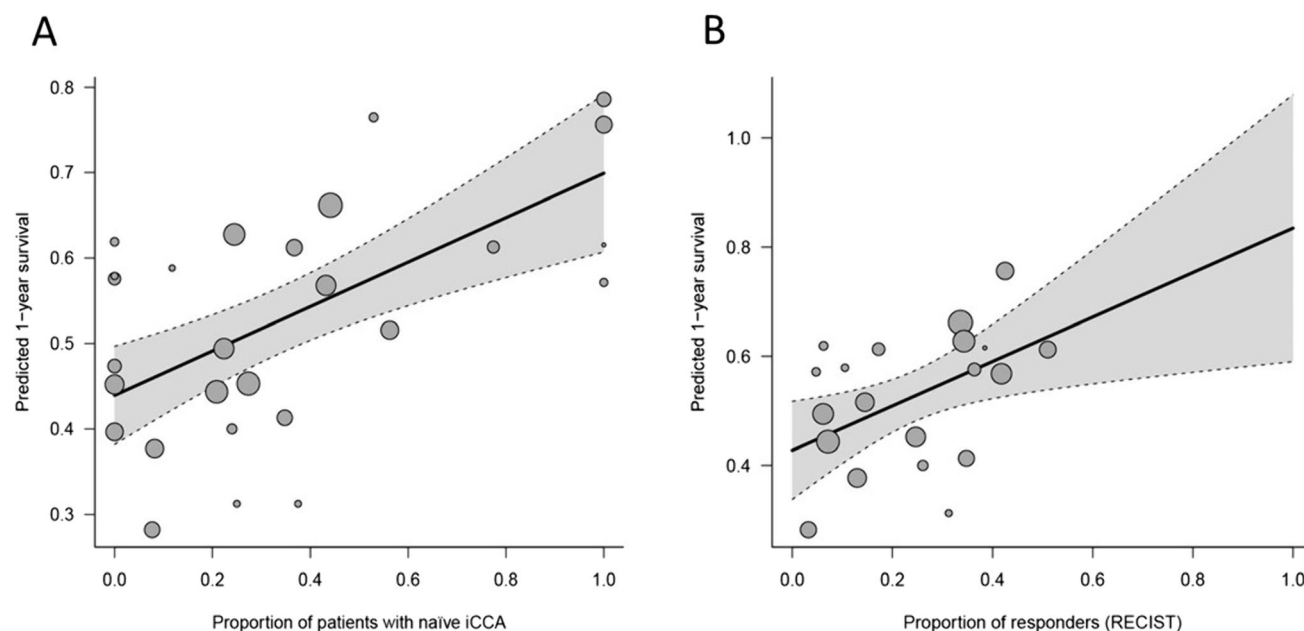 A
B
Predicted 1−year survival
0.8
0.7
0.6
0.5
0.4
0.3
0.0 0.2 0.4 0.6 0.8 1.0
Proportion of patients with naïve iCCA
Predicted 1−year survival
1.0
0.8
0.6
0.4
0.0 0.2 0.4 0.6 0.8 1.0
Proportion of responders (RECIST)